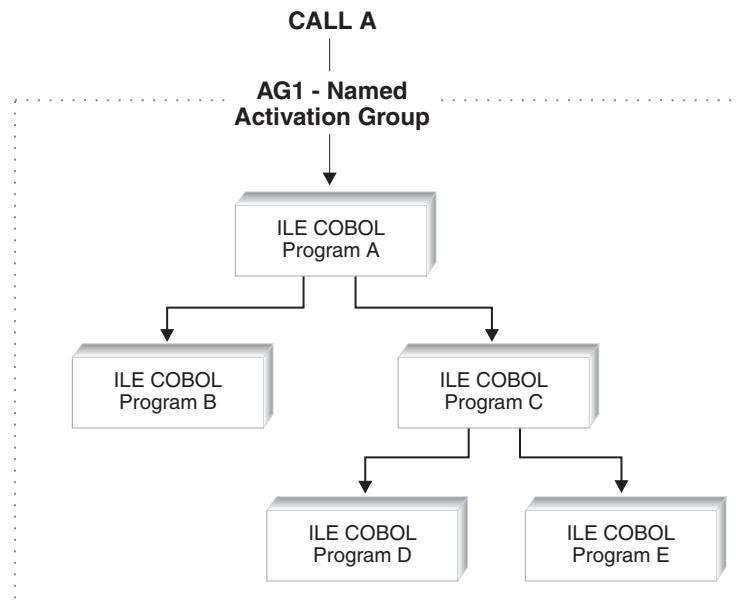 CALL A
AG1 - Named
Activation Group
ILE COBOL
Program A
ILE COBOL
Program B
ILE COBOL
Program C
ILE COBOL
Program D
ILE COBOL
Program E